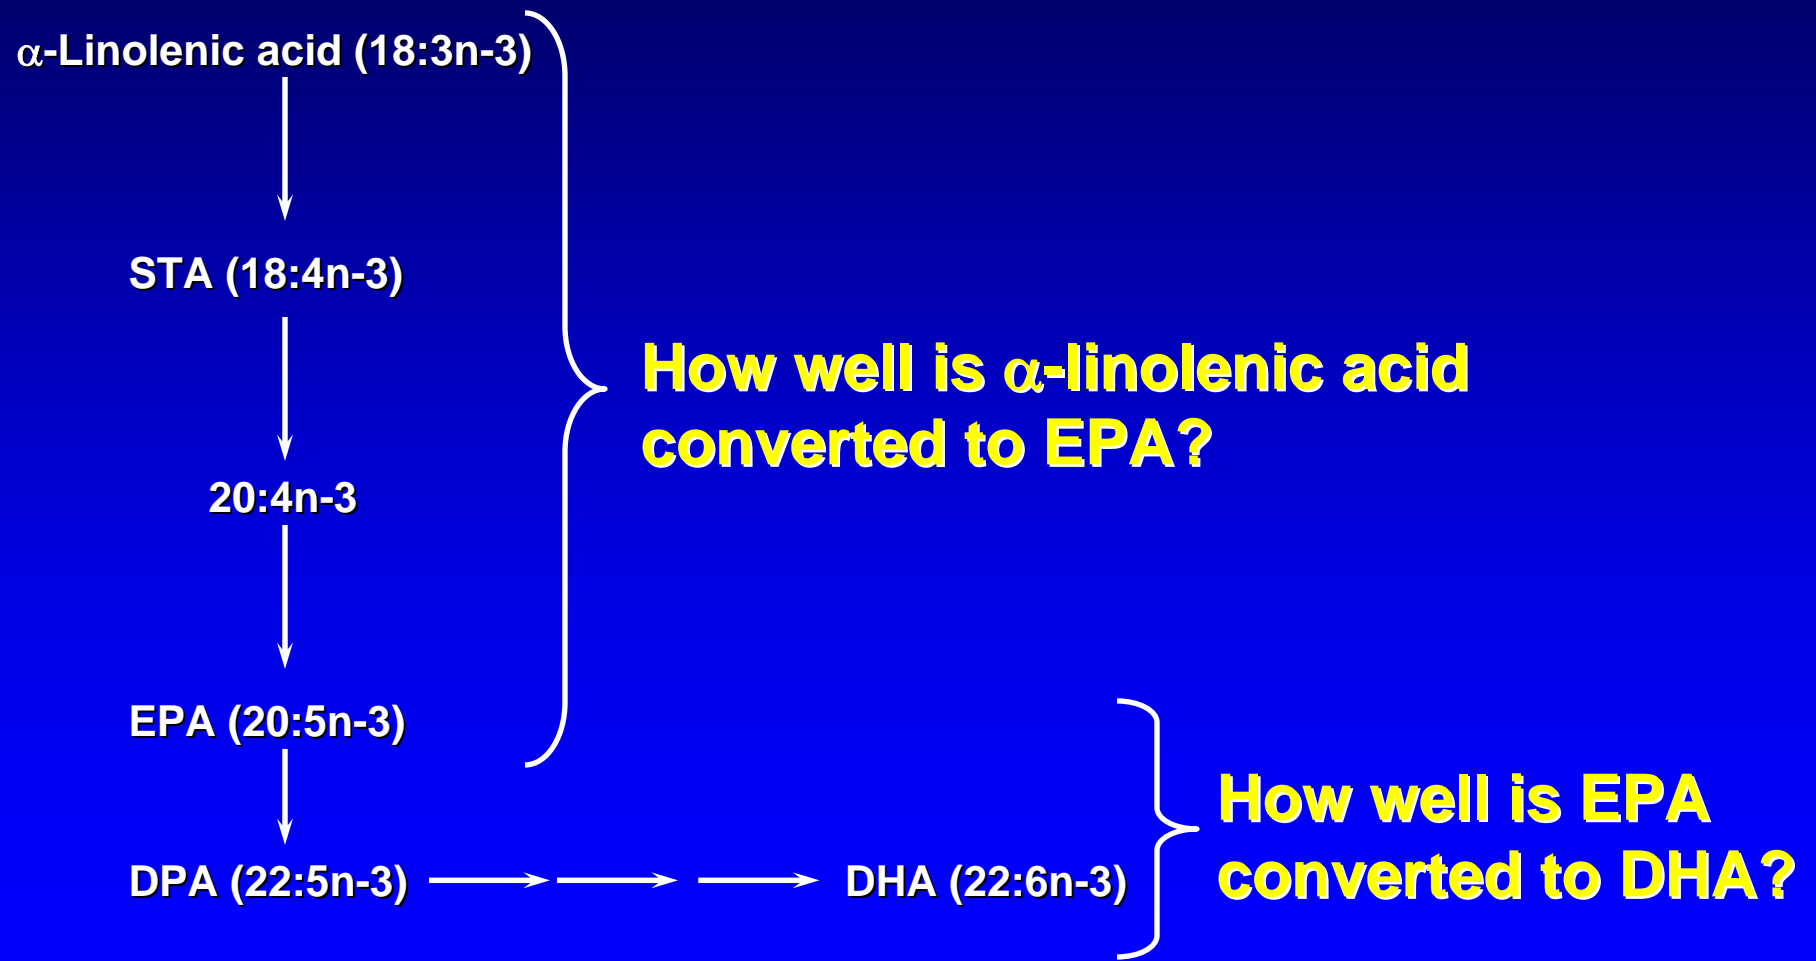 α-Linolenic acid (18:3n-3)
STA (18:4n-3)
How well is α-linolenic acid
converted to EPA?
20:4n-3
EPA (20:5n-3)
How well is EPA
converted to DHA?
DPA (22:5n-3)
DHA (22:6n-3)